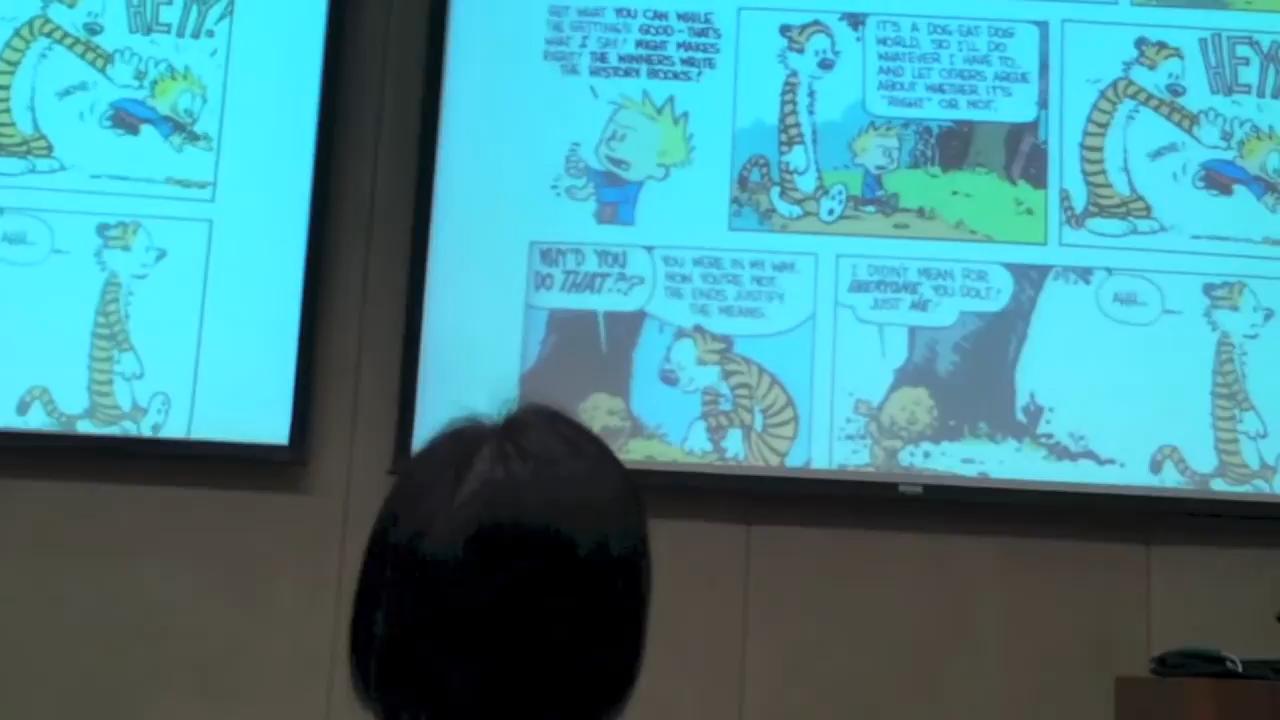 HEY!
AHH...
GET WHAT YOU CAN WHILE
THE GETTING'S GOOD - THAT'S
WHAT I SAY! MIGHT MAKES
RIGHT! THE WINNERS WRITE
THE HISTORY BOOKS!
IT'S A DOG-EAT-DOG
WORLD, SO I'LL DO
WHATEVER I HAVE TO,
AND LET OTHERS ARGUE
ABOUT WHETHER IT'S
"RIGHT" OR NOT.
HEY
WHY'D YOU
DO THAT?!?
YOU WERE IN MY WAY.
NOW YOU'RE NOT.
THE ENDS JUSTIFY
THE MEANS.
I DIDN'T MEAN FOR
EVERYONE, YOU DOLT!
JUST ME!
AHH...